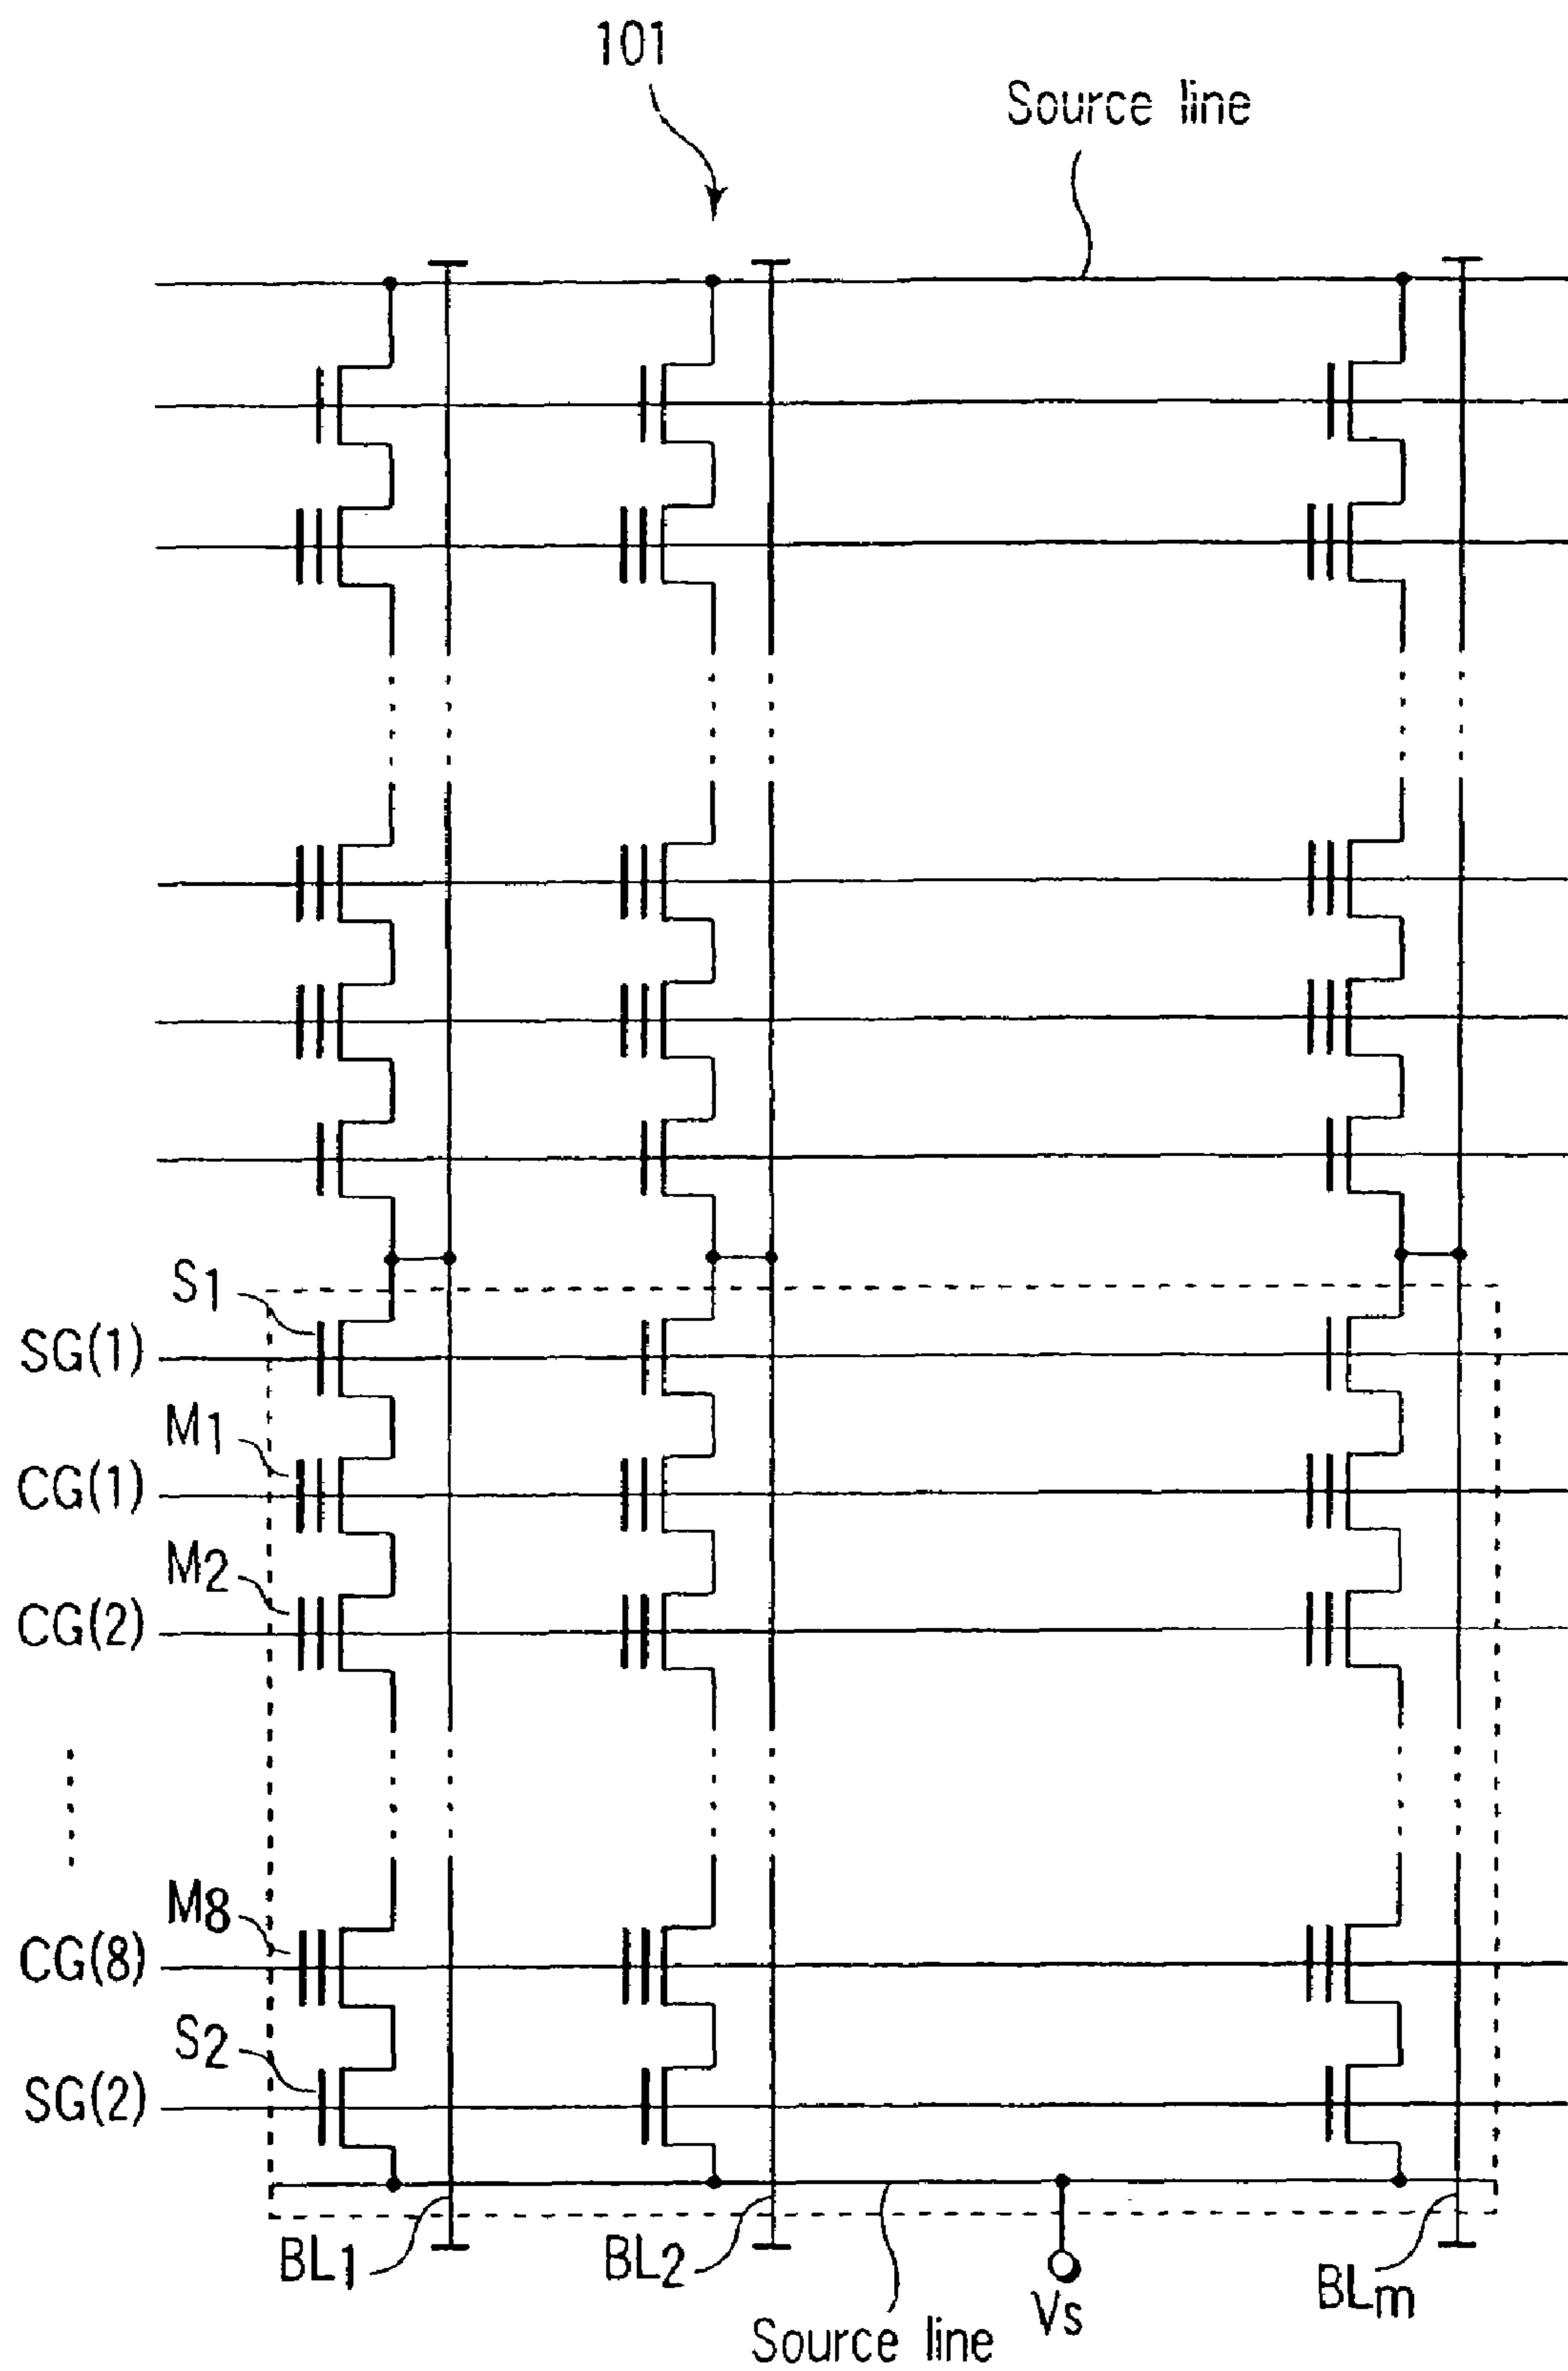 101
Source line
S1
SG(1)
M1
CG(1)
M2
CG(2)
M8
CG(8)
S2
SG(2)
BL1
BL2
BLm
Vs
Source line